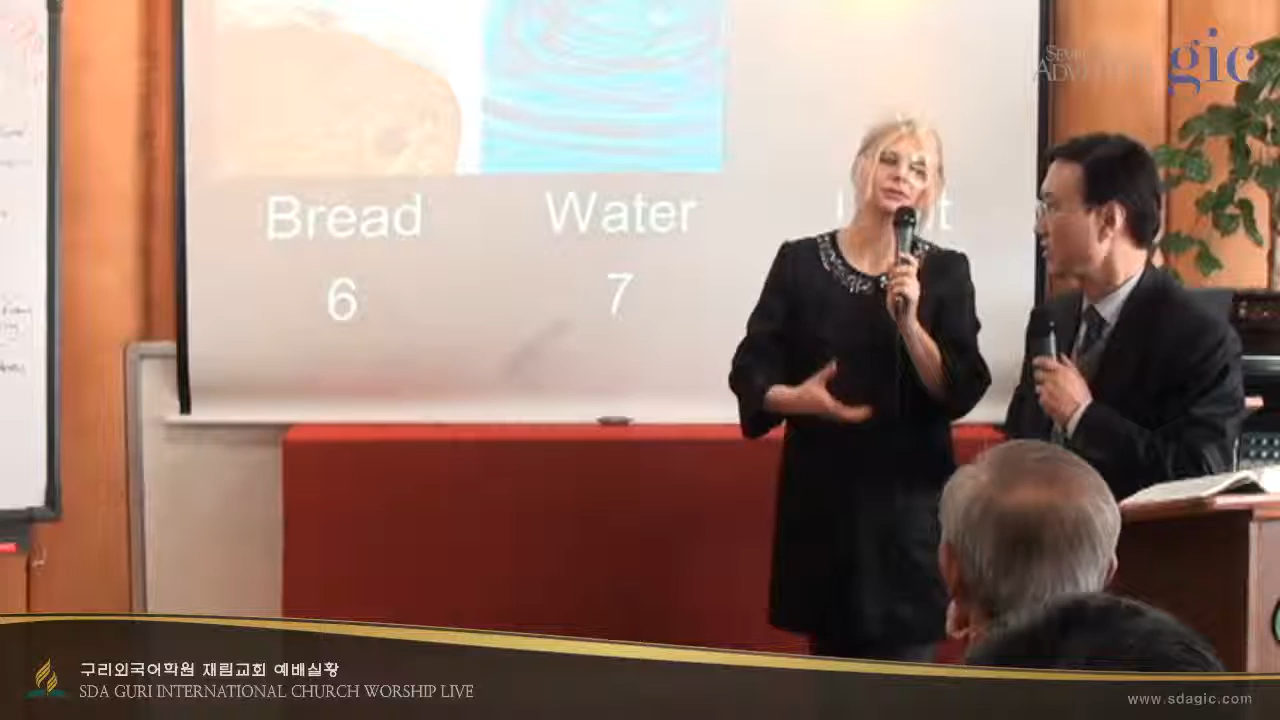 gic
Bread
Water
6
7
구리외국어학원 재림교회 예배실황
SDA GURI INTERNATIONAL CHURCH WORSHIP LIVE
www.sdagic.com